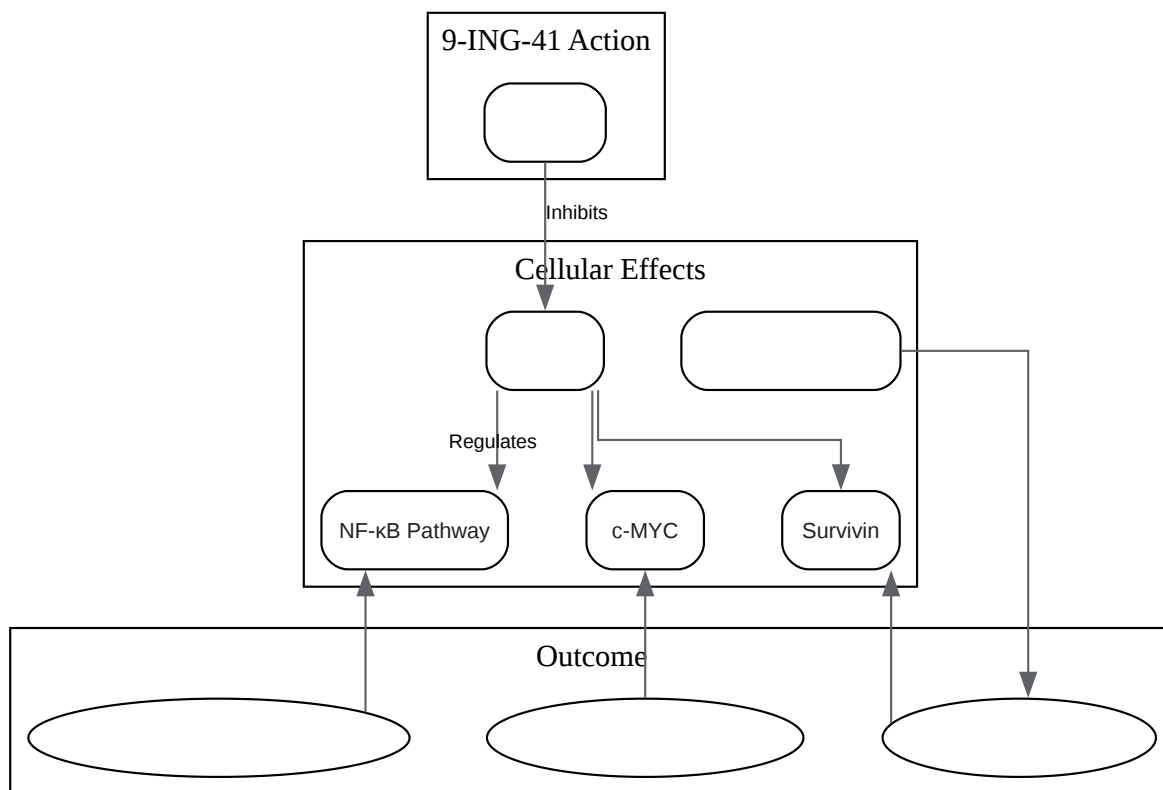 9-ING-41 Action
Inhibits
Cellular Effects
Regulates
NF-κB Pathway
c-MYC
Survivin
Outcome